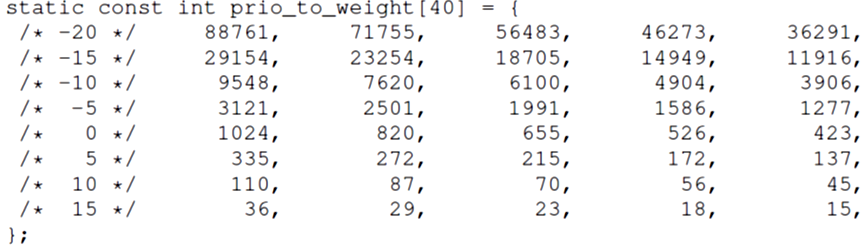 static const int prio_to_weight[40] = {
/* -20 */ 88761, 71755, 56483, 46273, 36291,
/* -15 */ 29154, 23254, 18705, 14949, 11916,
/* -10 */ 9548, 7620, 6100, 4904, 3906,
/* -5 */ 3121, 2501, 1991, 1586, 1277,
/* 0 */ 1024, 820, 655, 526, 423,
/* 5 */ 335, 272, 215, 172, 137,
/* 10 */ 110, 87, 70, 56, 45,
/* 15 */ 36, 29, 23, 18, 15,
};